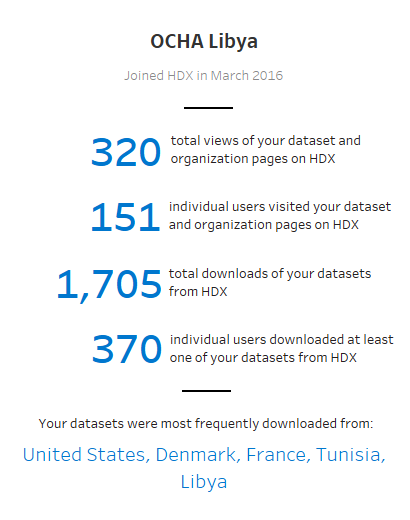 OCHA Libya
Joined HDX in March 2016
320 total views of your dataset and
organization pages on HDX
151 individual users visited your dataset
and organization pages on HDX
1,705 total downloads of your datasets
from HDX
370 individual users downloaded at least
one of your datasets from HDX
Your datasets were most frequently downloaded from:
United States, Denmark, France, Tunisia,
Libya